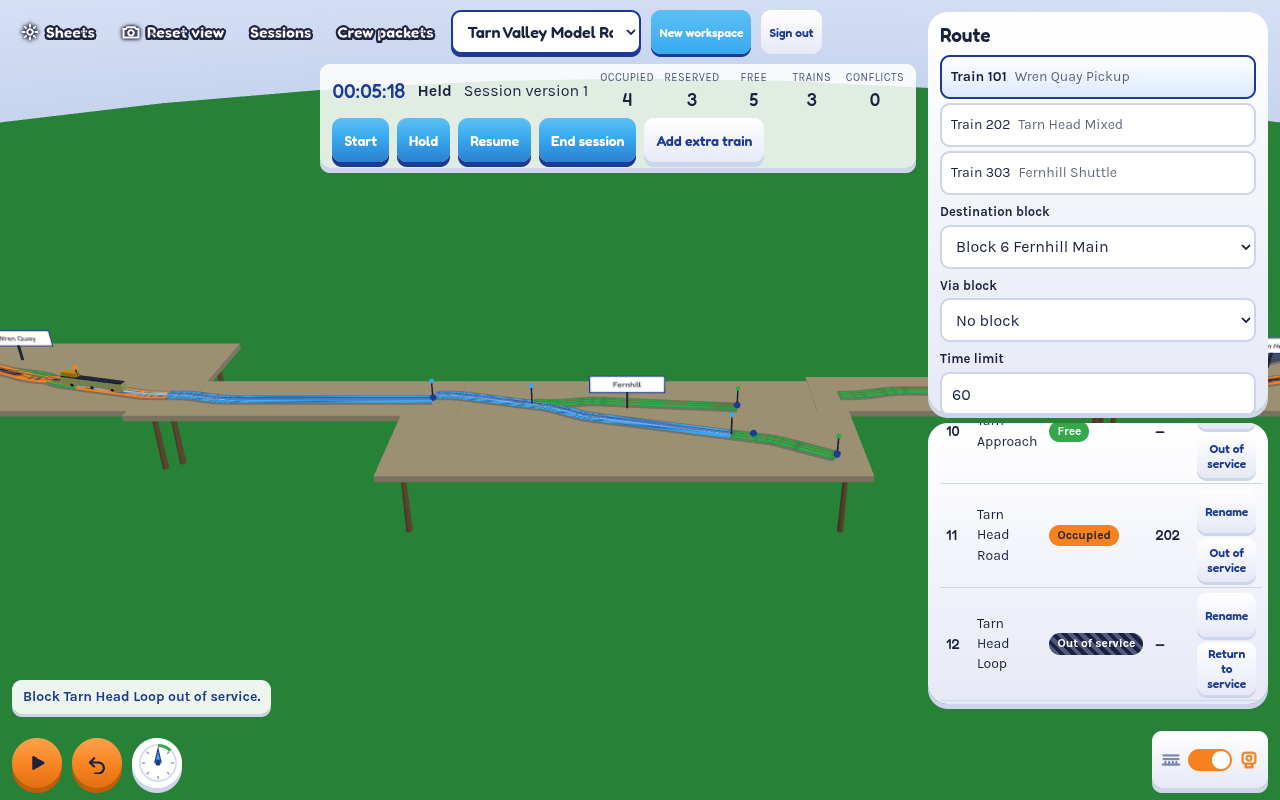 Sheets
Reset view
Sessions
Crew packets
Tarn Valley Model Ro
New workspace
Sign out
00:05:18 Held Session version 1
OCCUPIED RESERVED FREE TRAINS CONFLICTS
4 3 5 3 0
Start
Hold
Resume
End session
Add extra train
Route
Train 101 Wren Quay Pickup
Train 202 Tarn Head Mixed
Train 303 Fernhill Shuttle
Destination block
Block 6 Fernhill Main
Via block
No block
Time limit
60
Wren Quay
Fernhill
10 Tarn Approach Free –
Out of service
11 Tarn Head Road Occupied 202
Rename
Out of service
12 Tarn Head Loop Out of service –
Rename
Return to service
Block Tarn Head Loop out of service.